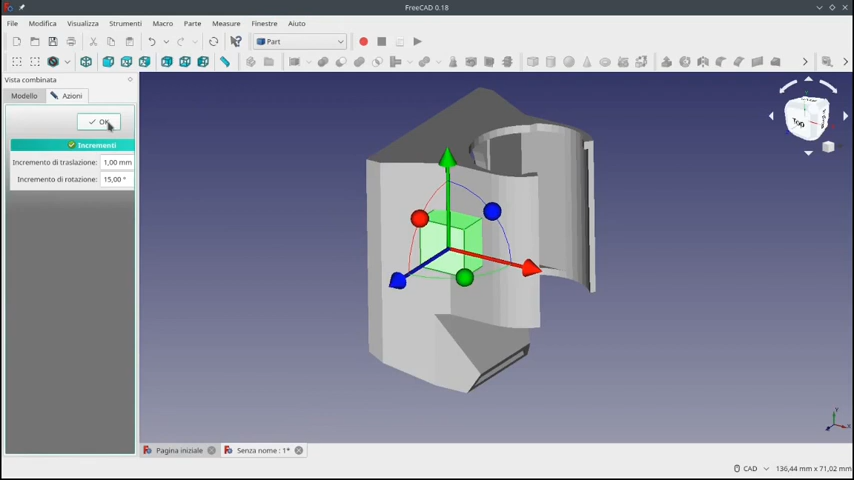 FreeCAD 0.18
File Modifica Visualizza Strumenti Macro Parte Measure Finestre Aiuto
Part
Vista combinata
Modello Azioni
OK
Incrementi
Incremento di traslazione: 1,00 mm
Incremento di rotazione: 15,00 °
Top
Pagina iniziale Senza nome : 1*
CAD 136,44 mm x 71,02 mm